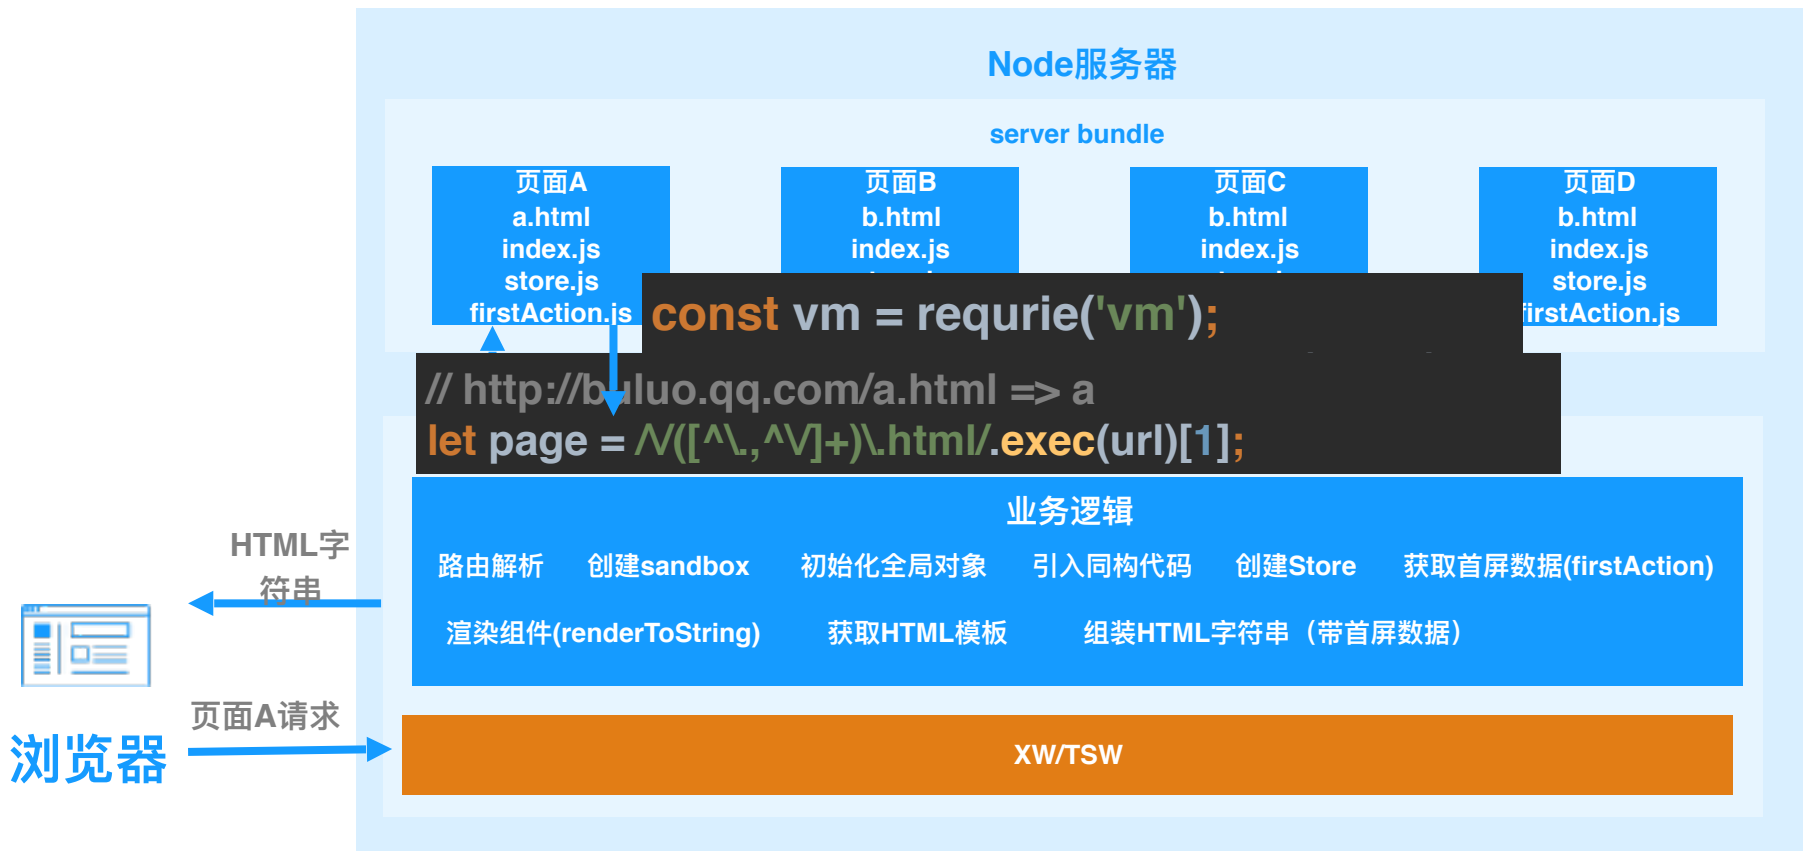 Node服务器
server bundle
页面A
a.html
index.js
store.js
firstAction.js
页面B
b.html
index.js
页面C
b.html
index.js
页面D
b.html
index.js
store.js
firstAction.js
const vm = requrie('vm');
// http://buluo.qq.com/a.html => a
let page = /\/([^\.,^\/]+)\.html/.exec(url)[1];
业务逻辑
路由解析 创建sandbox 初始化全局对象 引入同构代码 创建Store 获取首屏数据(firstAction)
渲染组件(renderToString) 获取HTML模板 组装HTML字符串（带首屏数据）
HTML字
符串
页面A请求
浏览器
XW/TSW